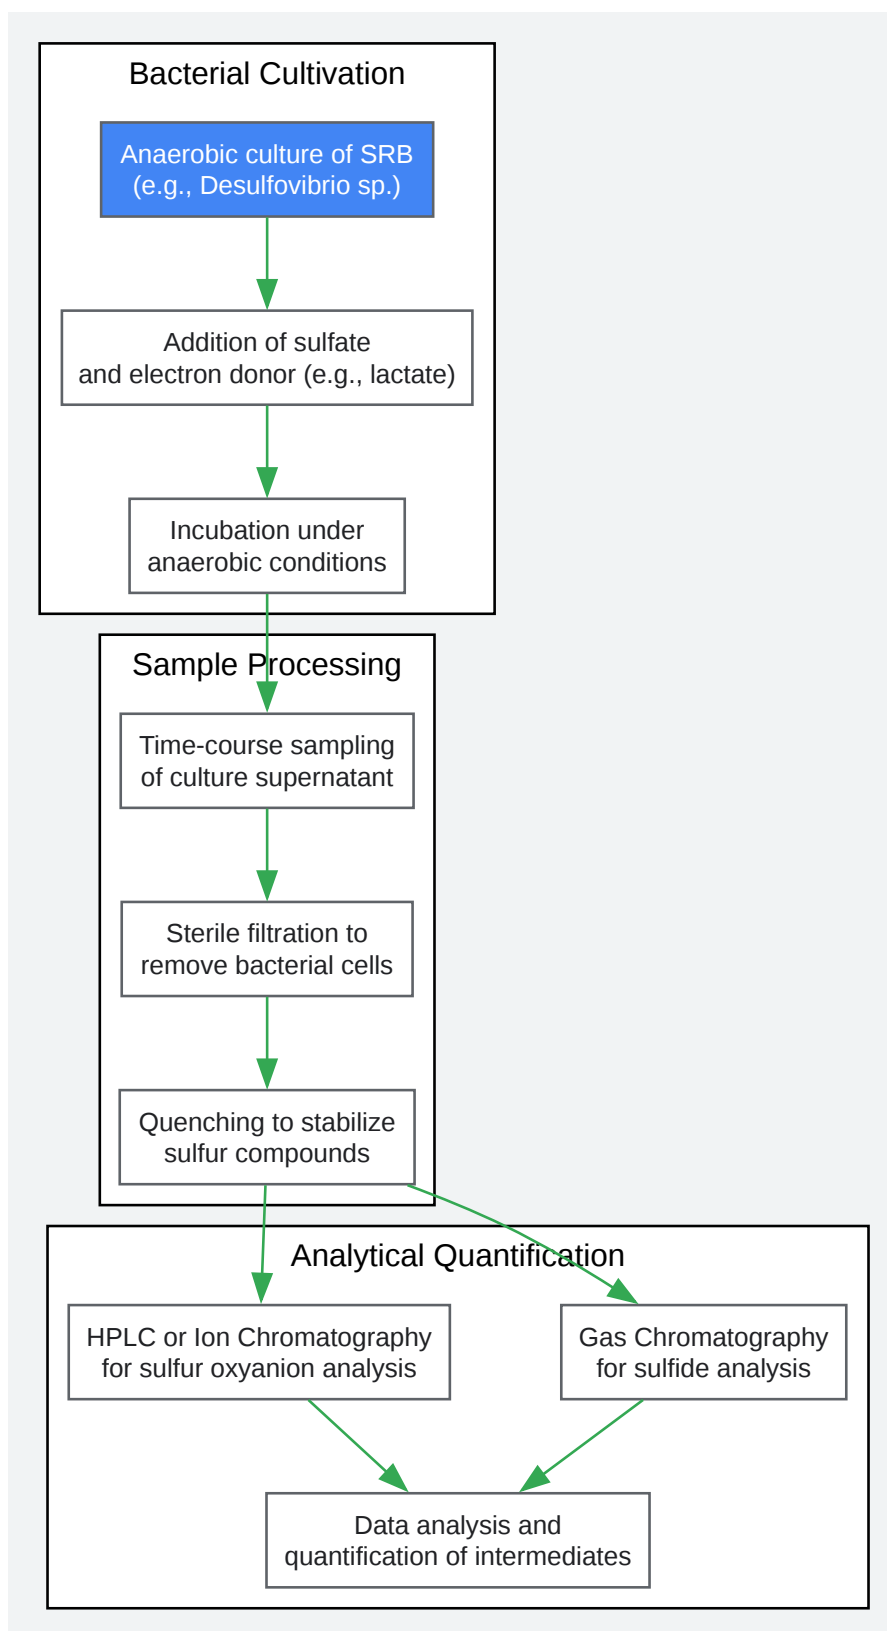 Bacterial Cultivation
Anaerobic culture of SRB
(e.g., Desulfovibrio sp.)
Addition of sulfate
and electron donor (e.g., lactate)
Incubation under
anaerobic conditions
Sample Processing
Time-course sampling
of culture supernatant
Sterile filtration to
remove bacterial cells
Quenching to stabilize
sulfur compounds
Analytical Quantification
HPLC or Ion Chromatography
for sulfur oxyanion analysis
Gas Chromatography
for sulfide analysis
Data analysis and
quantification of intermediates